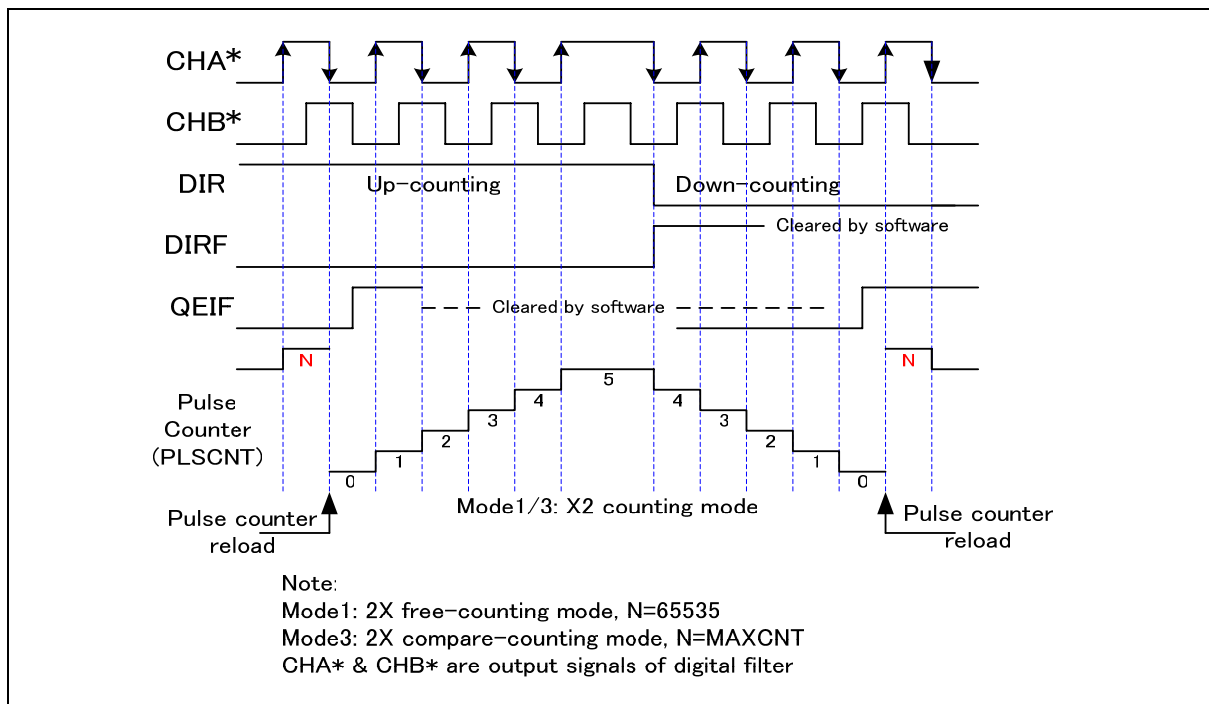 CHA*
CHB*
DIR
Up-counting
Down-counting
DIRF
Cleared by software
QEIF
Cleared by software
N
N
Pulse
Counter
(PLSCNT)
0
1
2
3
4
5
4
3
2
1
0
Mode1/3: X2 counting mode
Pulse counter
reload
Pulse counter
reload
Note:
Mode1: 2X free-counting mode, N=65535
Mode3: 2X compare-counting mode, N=MAXCNT
CHA* & CHB* are output signals of digital filter